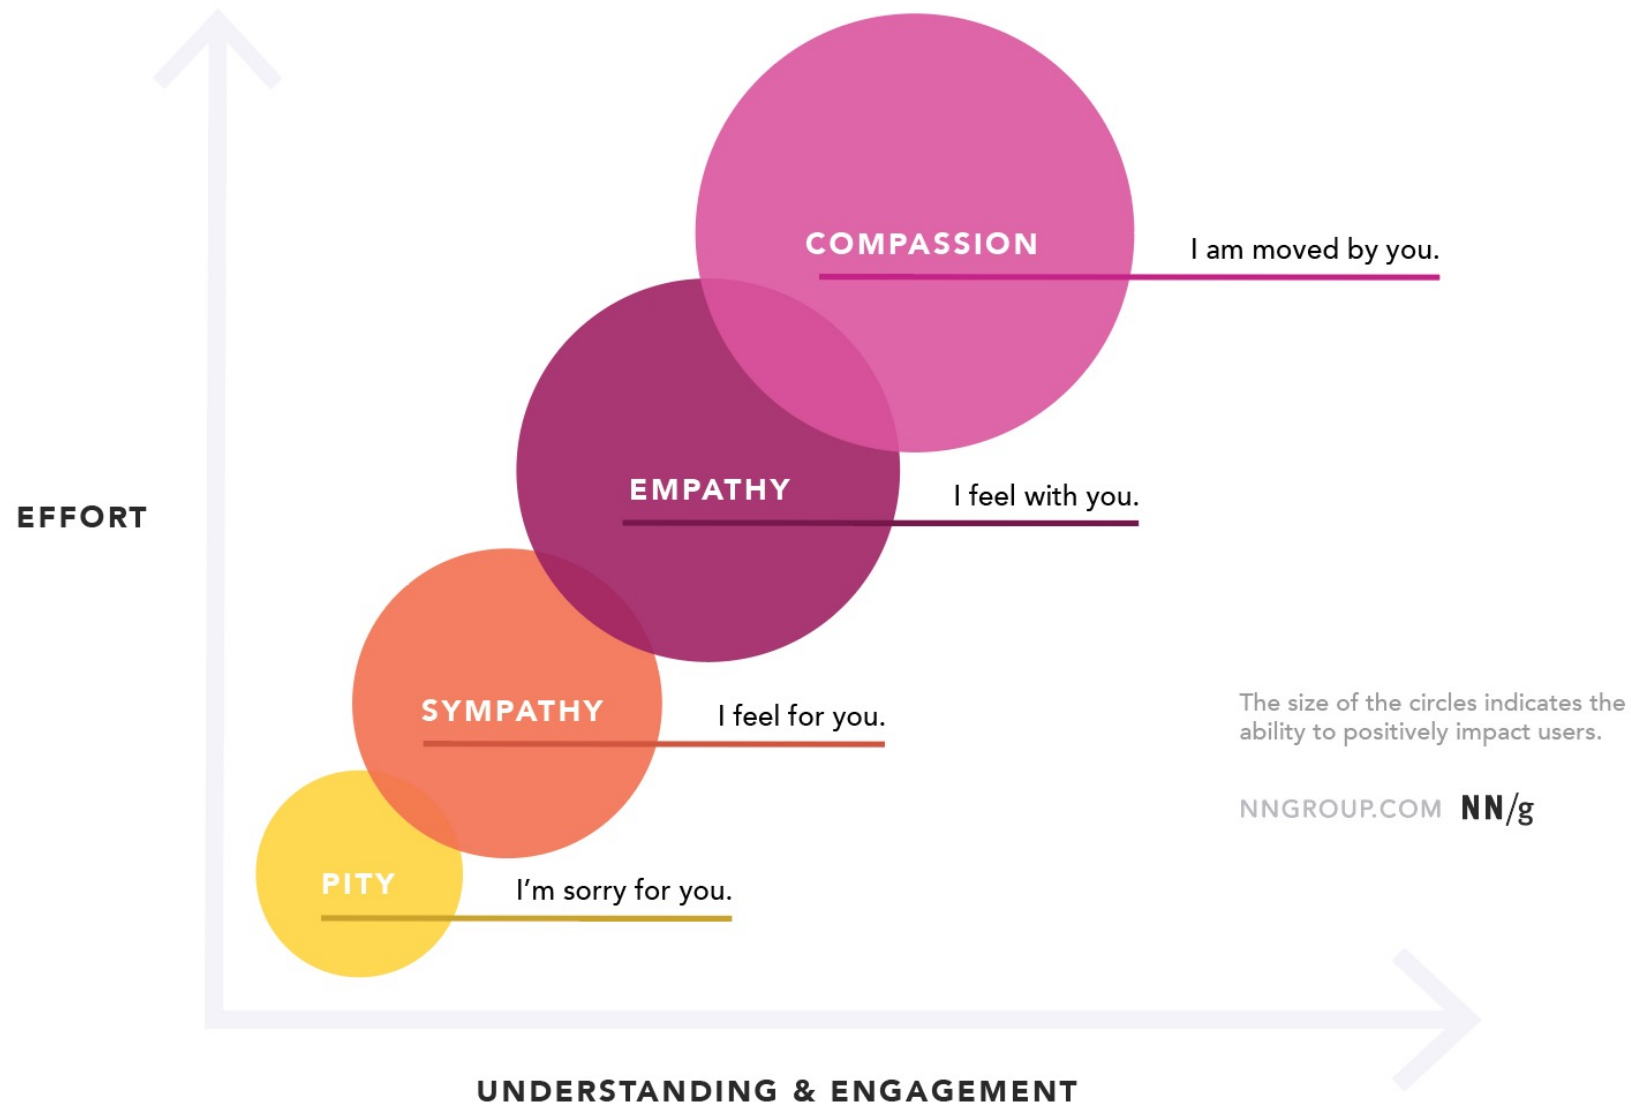 COMPASSION
I am moved by you.
EMPATHY
I feel with you.
EFFORT
SYMPATHY
I feel for you.
The size of the circles indicates the
ability to positively impact users.
NNGROUP.COM NN/g
PITY
I’m sorry for you.
UNDERSTANDING & ENGAGEMENT